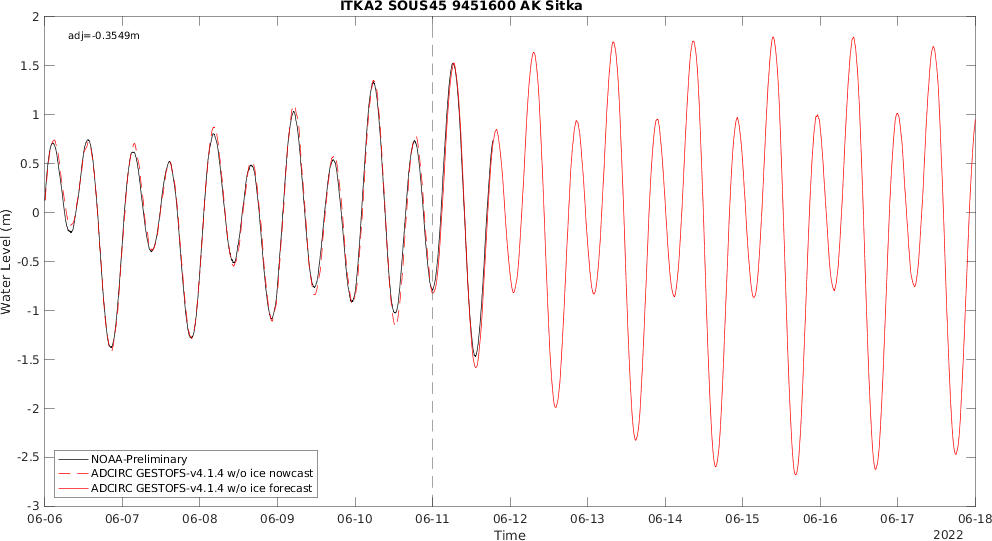 ITKA2 SOUS45 9451600 AK Sitka
adj=-0.3549m
2
1.5
1
0.5
0
-0.5
-1
-1.5
-2
-2.5
-3
Water Level (m)
NOAA-Preliminary
ADCIRC GESTOFS-v4.1.4 w/o ice nowcast
ADCIRC GESTOFS-v4.1.4 w/o ice forecast
06-06 06-07 06-08 06-09 06-10 06-11 06-12 06-13 06-14 06-15 06-16 06-17 06-18
Time
2022